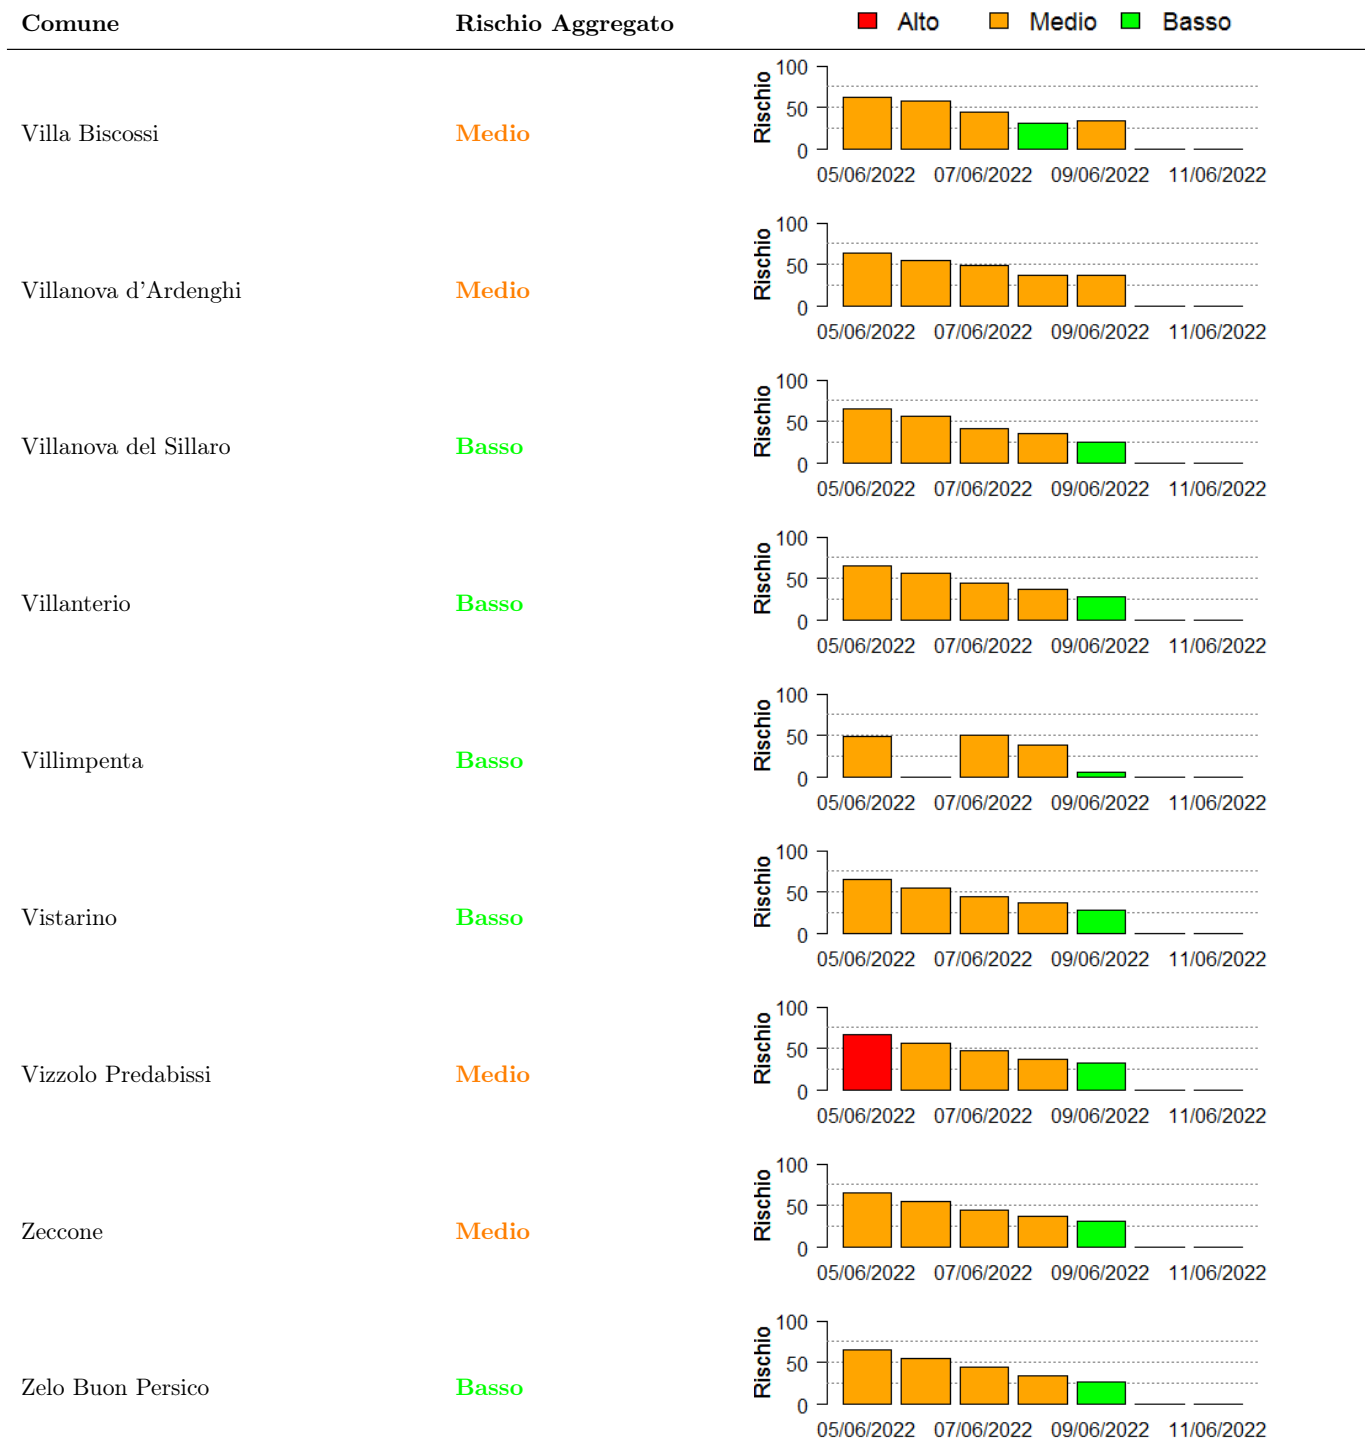 Comune Rischio Aggregato Alto Medio Basso
100
50
0
Rischio
Villa Biscossi Medio
05/06/2022 07/06/2022 09/06/2022 11/06/2022
100
50
0
Rischio
Villanova d'Ardenghi Medio
05/06/2022 07/06/2022 09/06/2022 11/06/2022
100
50
0
Rischio
Villanova del Sillaro Basso
05/06/2022 07/06/2022 09/06/2022 11/06/2022
100
50
0
Rischio
Villanterio Basso
05/06/2022 07/06/2022 09/06/2022 11/06/2022
100
50
0
Rischio
Villimpenta Basso
05/06/2022 07/06/2022 09/06/2022 11/06/2022
100
50
0
Rischio
Vistarino Basso
05/06/2022 07/06/2022 09/06/2022 11/06/2022
100
50
0
Rischio
Vizzolo Predabissi Medio
05/06/2022 07/06/2022 09/06/2022 11/06/2022
100
50
0
Rischio
Zeccone Medio
05/06/2022 07/06/2022 09/06/2022 11/06/2022
100
50
0
Rischio
Zelo Buon Persico Basso
05/06/2022 07/06/2022 09/06/2022 11/06/2022